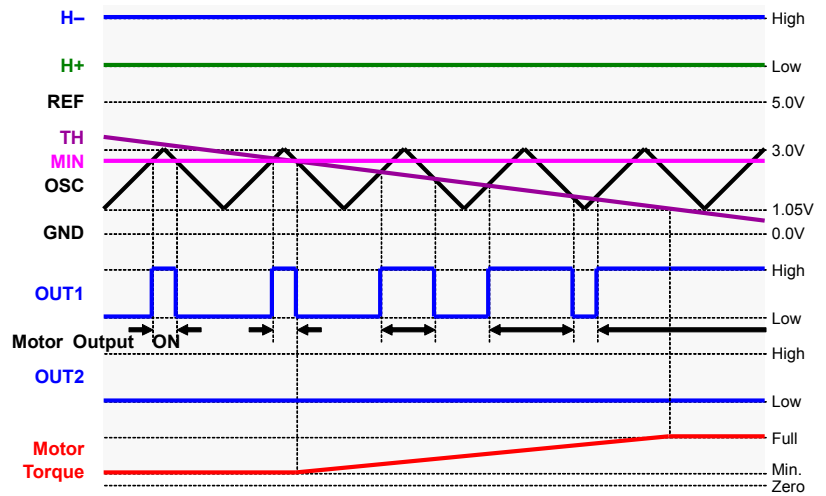 H– High
H+ Low
REF 5.0V
TH 3.0V
MIN
OSC
1.05V
GND 0.0V
High
OUT1
Low
Motor Output ON
High
OUT2
Low
Full
Motor
Torque Min.
Zero